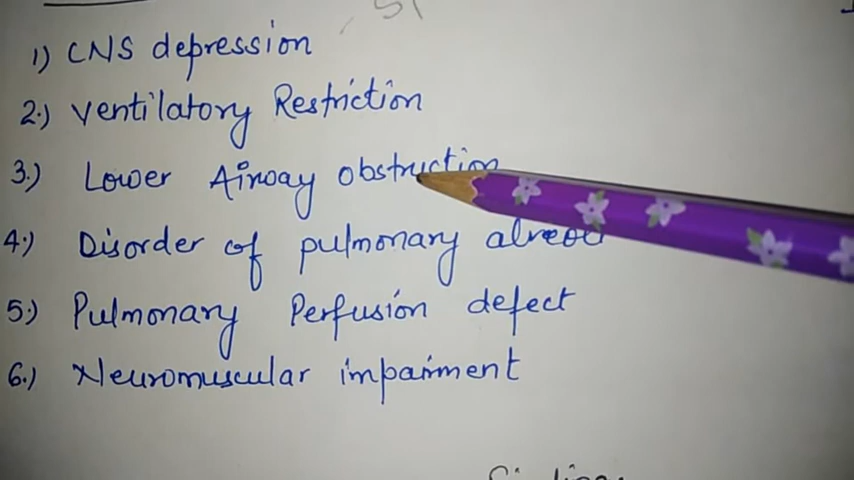 1) CNS depression
2.) Ventilatory Restriction
3.) Lower Airway obstruction
4.) Disorder of pulmonary
5.) Pulmonary Perfusion defect
6.) Neuromuscular impairment